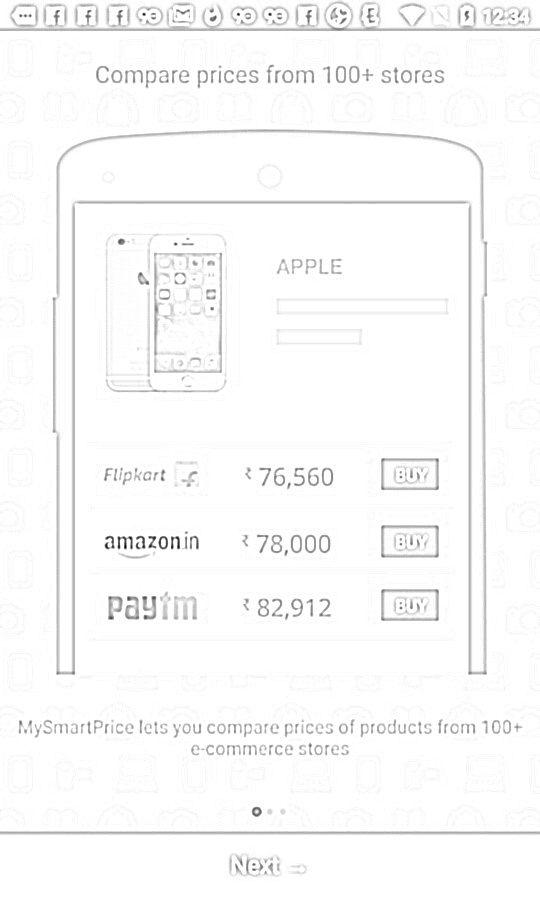 12:34
Compare prices from 100+ stores
APPLE
Flipkart ₹ 76,560 BUY
amazon.in ₹ 78,000 BUY
paytm ₹ 82,912 BUY
MySmartPrice lets you compare prices of products from 100+
e-commerce stores
Next →